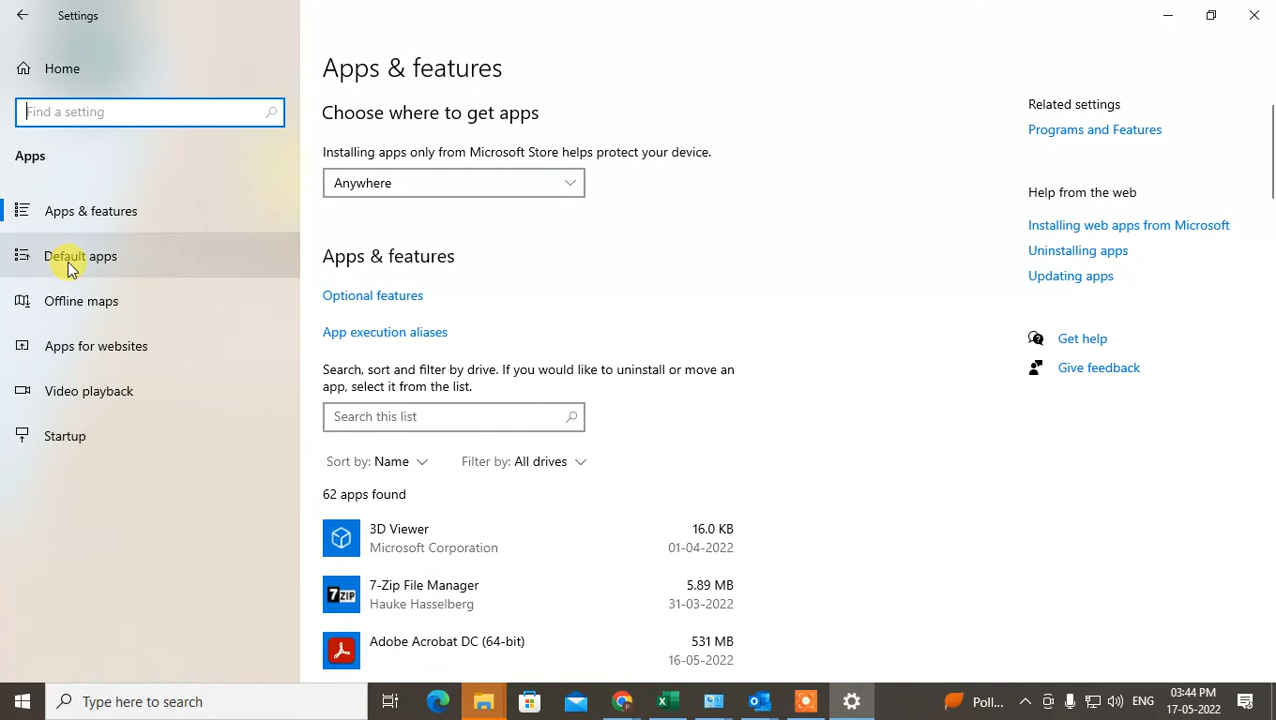 Settings
Home
Find a setting
Apps
Apps & features
Default apps
Offline maps
Apps for websites
Video playback
Startup
Apps & features
Choose where to get apps
Installing apps only from Microsoft Store helps protect your device.
Anywhere
Apps & features
Optional features
App execution aliases
Search, sort and filter by drive. If you would like to uninstall or move an
app, select it from the list.
Search this list
Sort by: Name
Filter by: All drives
62 apps found
3D Viewer
16.0 KB
Microsoft Corporation
01-04-2022
7-Zip File Manager
5.89 MB
Hauke Hasselberg
31-03-2022
7ZIP
Adobe Acrobat DC (64-bit)
531 MB
16-05-2022
Related settings
Programs and Features
Help from the web
Installing web apps from Microsoft
Uninstalling apps
Updating apps
Get help
Give feedback
Type here to search
Poll...
ENG
03:44 PM
17-05-2022